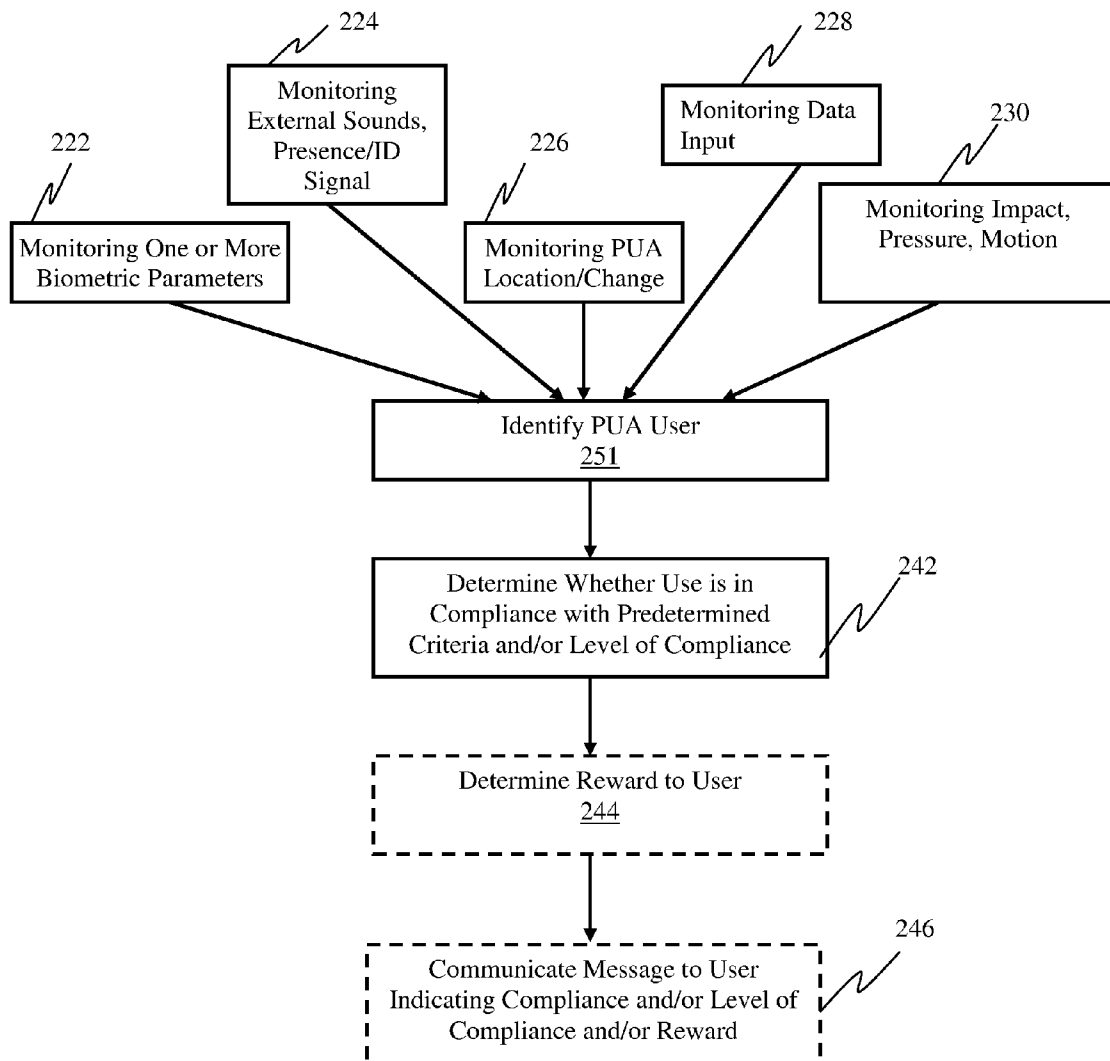 224
Monitoring
External Sounds,
Presence/ID
Signal
228
Monitoring Data
Input
222
Monitoring One or More
Biometric Parameters
226
Monitoring PUA
Location/Change
230
Monitoring Impact,
Pressure, Motion
Identify PUA User
251
Determine Whether Use is in
Compliance with Predetermined
Criteria and/or Level of Compliance
242
Determine Reward to User
244
Communicate Message to User
Indicating Compliance and/or Level of
Compliance and/or Reward
246